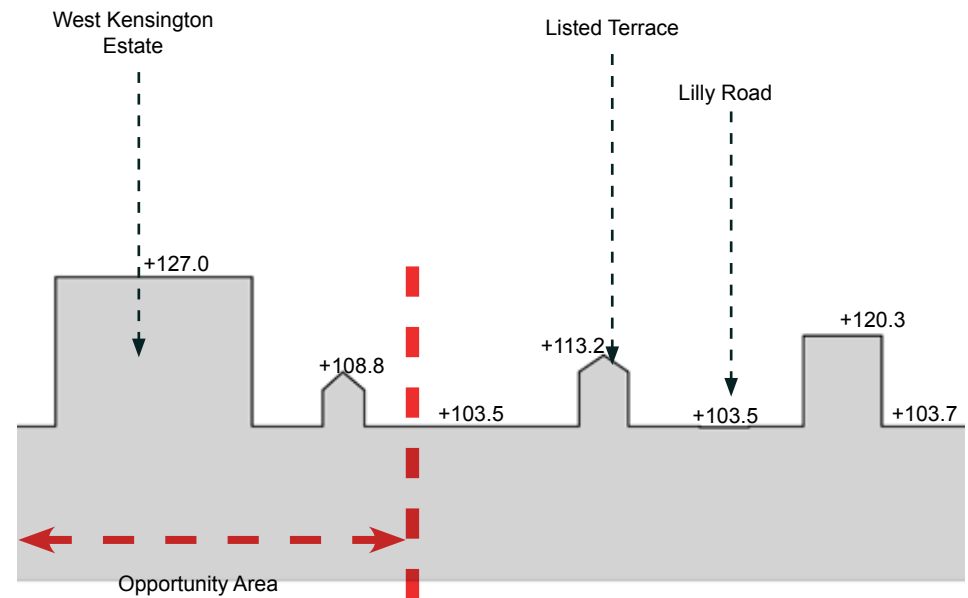 West Kensington
Estate
Listed Terrace
Lilly Road
+127.0
+120.3
+113.2
+108.8
+103.5
+103.5
+103.7
Opportunity Area